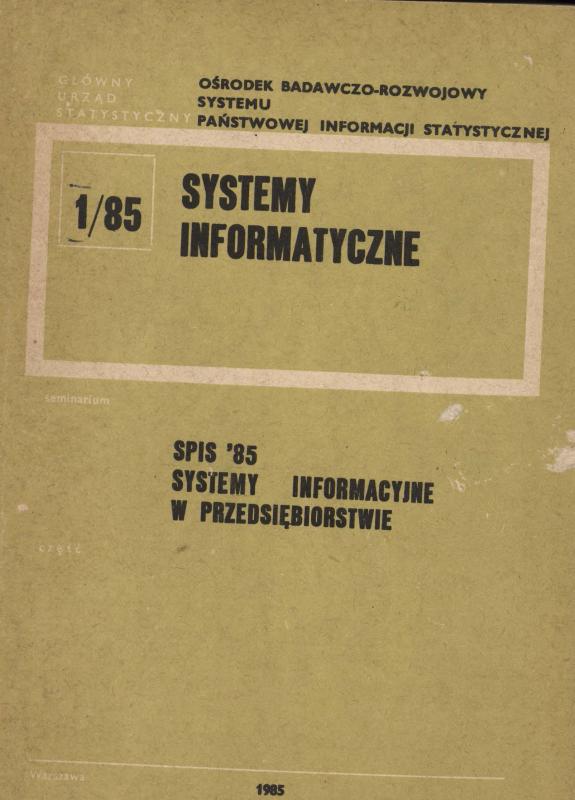 GŁÓWNY
URZĄD
STATYSTYCZNY
OŚRODEK BADAWCZO-ROZWOJOWY
SYSTEMU
PAŃSTWOWEJ INFORMACJI STATYSTYCZNEJ
1/85
SYSTEMY
INFORMATYCZNE
seminarium
SPIS '85
SYSTEMY INFORMACYJNE
W PRZEDSIĘBIORSTWIE
część
Warszawa
1985